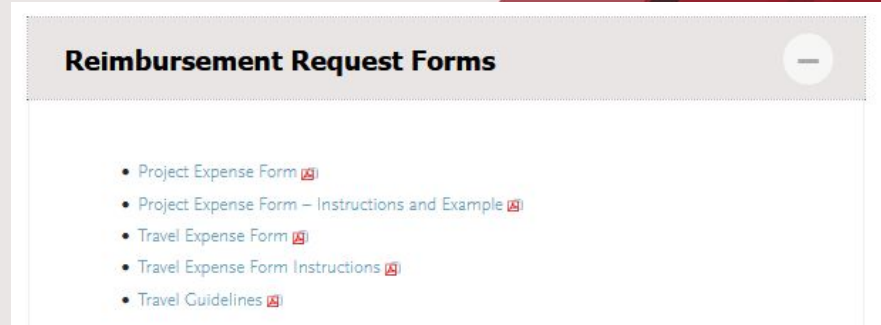 Reimbursement Request Forms
• Project Expense Form
• Project Expense Form – Instructions and Example
• Travel Expense Form
• Travel Expense Form Instructions
• Travel Guidelines